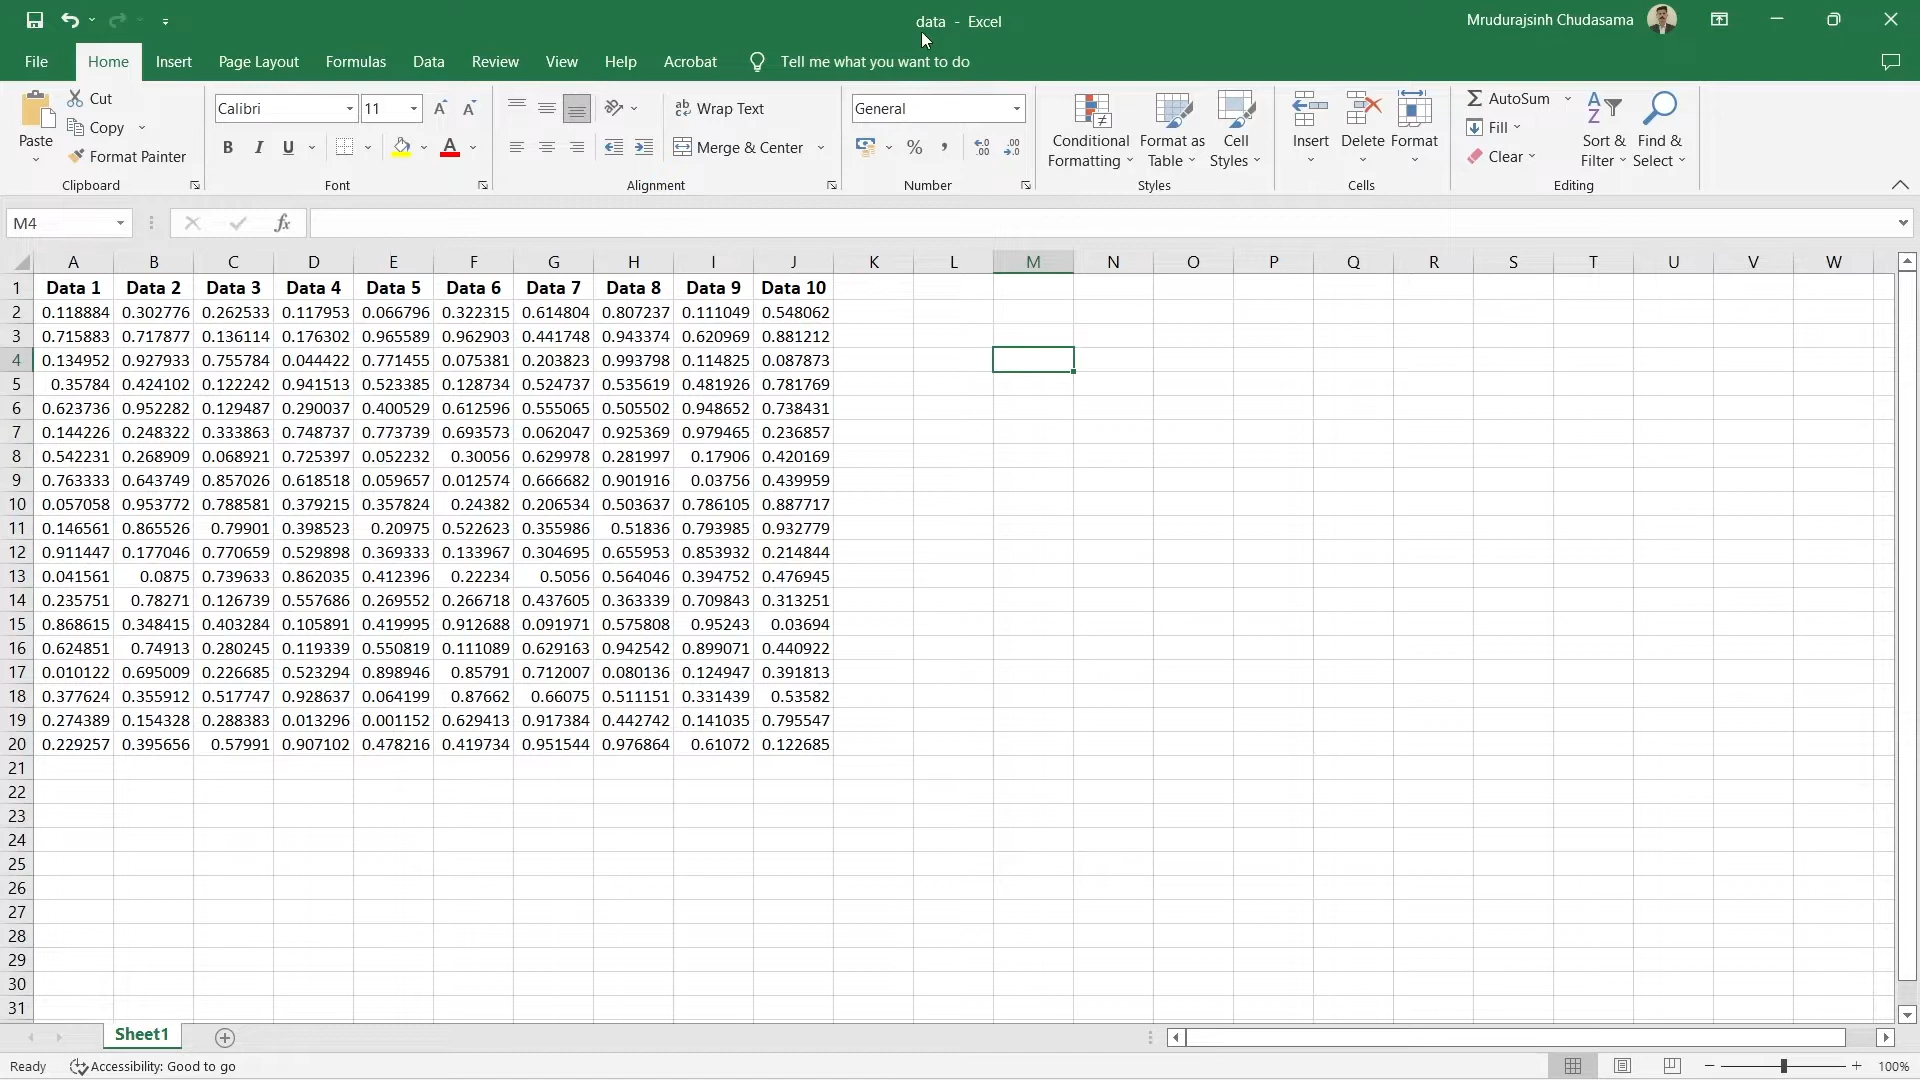 data - Excel
Mrudurajsinh Chudasama
File Home Insert Page Layout Formulas Data Review View Help Acrobat Tell me what you want to do
Paste
Cut
Copy
Format Painter
Clipboard
Calibri 11
B I U A
Font
Wrap Text
Merge & Center
Alignment
General
Number
Conditional Formatting
Format as Table
Cell Styles
Styles
Insert Delete Format
Cells
AutoSum
Fill
Clear
Sort & Filter
Find & Select
Editing
M4 fx
A B C D E F G H I J K L M N O P Q R S T U V W
1 Data 1 Data 2 Data 3 Data 4 Data 5 Data 6 Data 7 Data 8 Data 9 Data 10
2 0.118884 0.302776 0.262533 0.117953 0.066796 0.322315 0.614804 0.807237 0.111049 0.548062
3 0.715883 0.717877 0.136114 0.176302 0.965589 0.962903 0.441748 0.943374 0.620969 0.881212
4 0.134952 0.927933 0.755784 0.044422 0.771455 0.075381 0.203823 0.993798 0.114825 0.087873
5 0.35784 0.424102 0.122242 0.941513 0.523385 0.128734 0.524737 0.535619 0.481926 0.781769
6 0.623736 0.952282 0.129487 0.290037 0.400529 0.612596 0.555065 0.505502 0.948652 0.738431
7 0.144226 0.248322 0.333863 0.748737 0.773739 0.693573 0.062047 0.925369 0.979465 0.236857
8 0.542231 0.268909 0.068921 0.725397 0.052232 0.30056 0.629978 0.281997 0.17906 0.420169
9 0.763333 0.643749 0.857026 0.618518 0.059657 0.012574 0.666682 0.901916 0.03756 0.439959
10 0.057058 0.953772 0.788581 0.379215 0.357824 0.24382 0.206534 0.503637 0.786105 0.887717
11 0.146561 0.865526 0.79901 0.398523 0.20975 0.522623 0.355986 0.51836 0.793985 0.932779
12 0.911447 0.177046 0.770659 0.529898 0.369333 0.133967 0.304695 0.655953 0.853932 0.214844
13 0.041561 0.0875 0.739633 0.862035 0.412396 0.22234 0.5056 0.564046 0.394752 0.476945
14 0.235751 0.78271 0.126739 0.557686 0.269552 0.266718 0.437605 0.363339 0.709843 0.313251
15 0.868615 0.348415 0.403284 0.105891 0.419995 0.912688 0.091971 0.575808 0.95243 0.03694
16 0.624851 0.74913 0.280245 0.119339 0.550819 0.111089 0.629163 0.942542 0.899071 0.440922
17 0.010122 0.695009 0.226685 0.523294 0.898946 0.85791 0.712007 0.080136 0.124947 0.391813
18 0.377624 0.355912 0.517747 0.928637 0.064199 0.87662 0.66075 0.511151 0.331439 0.53582
19 0.274389 0.154328 0.288383 0.013296 0.001152 0.629413 0.917384 0.442742 0.141035 0.795547
20 0.229257 0.395656 0.57991 0.907102 0.478216 0.419734 0.951544 0.976864 0.61072 0.122685
21
22
23
24
25
26
27
28
29
30
31
Sheet1
Ready Accessibility: Good to go 100%